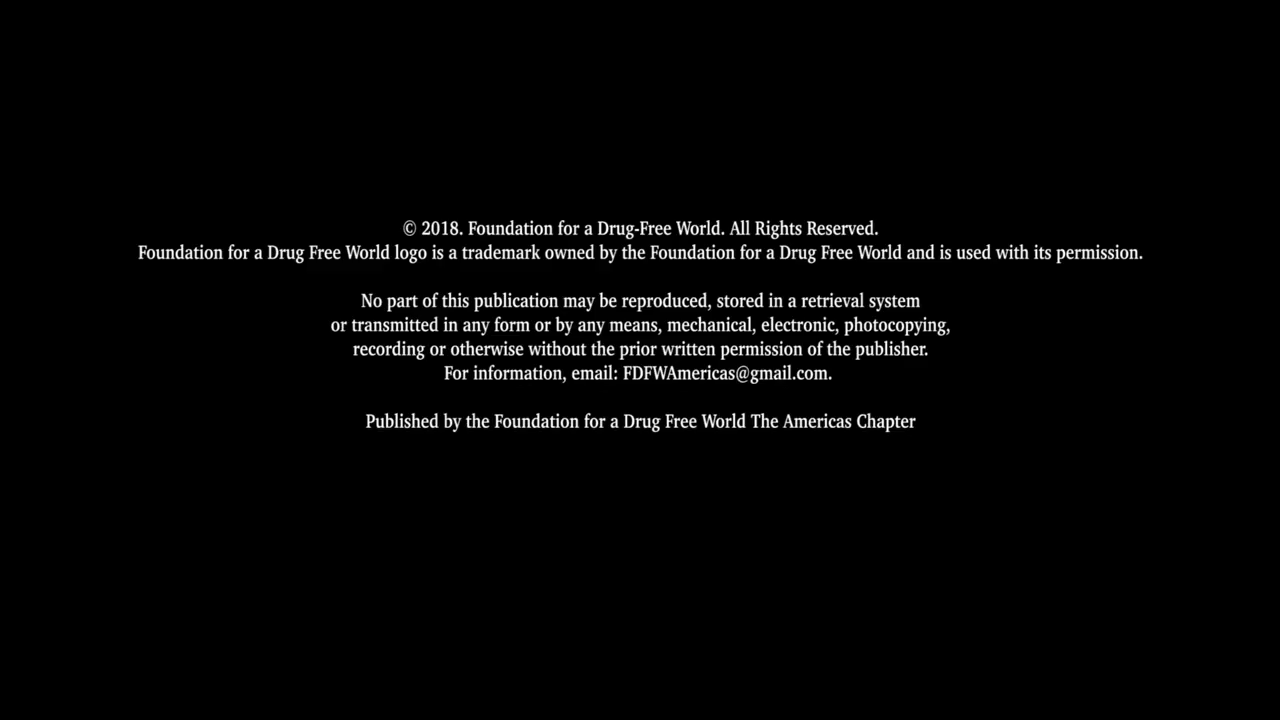 © 2018. Foundation for a Drug-Free World. All Rights Reserved.
Foundation for a Drug Free World logo is a trademark owned by the Foundation for a Drug Free World and is used with its permission.
No part of this publication may be reproduced, stored in a retrieval system
or transmitted in any form or by any means, mechanical, electronic, photocopying,
recording or otherwise without the prior written permission of the publisher.
For information, email: FDFWAmericas@gmail.com.
Published by the Foundation for a Drug Free World The Americas Chapter